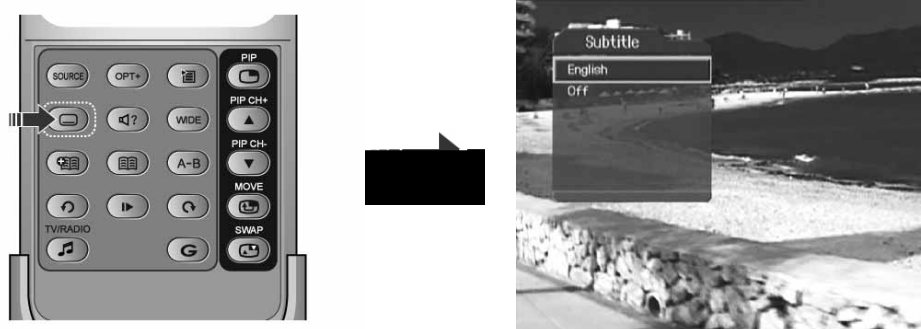 PIP
SOURCE OPT+
PIP CH+
? WIDE
PIP CH-
A-B
MOVE
TV/RADIO SWAP
G
Subtitle
English
Off